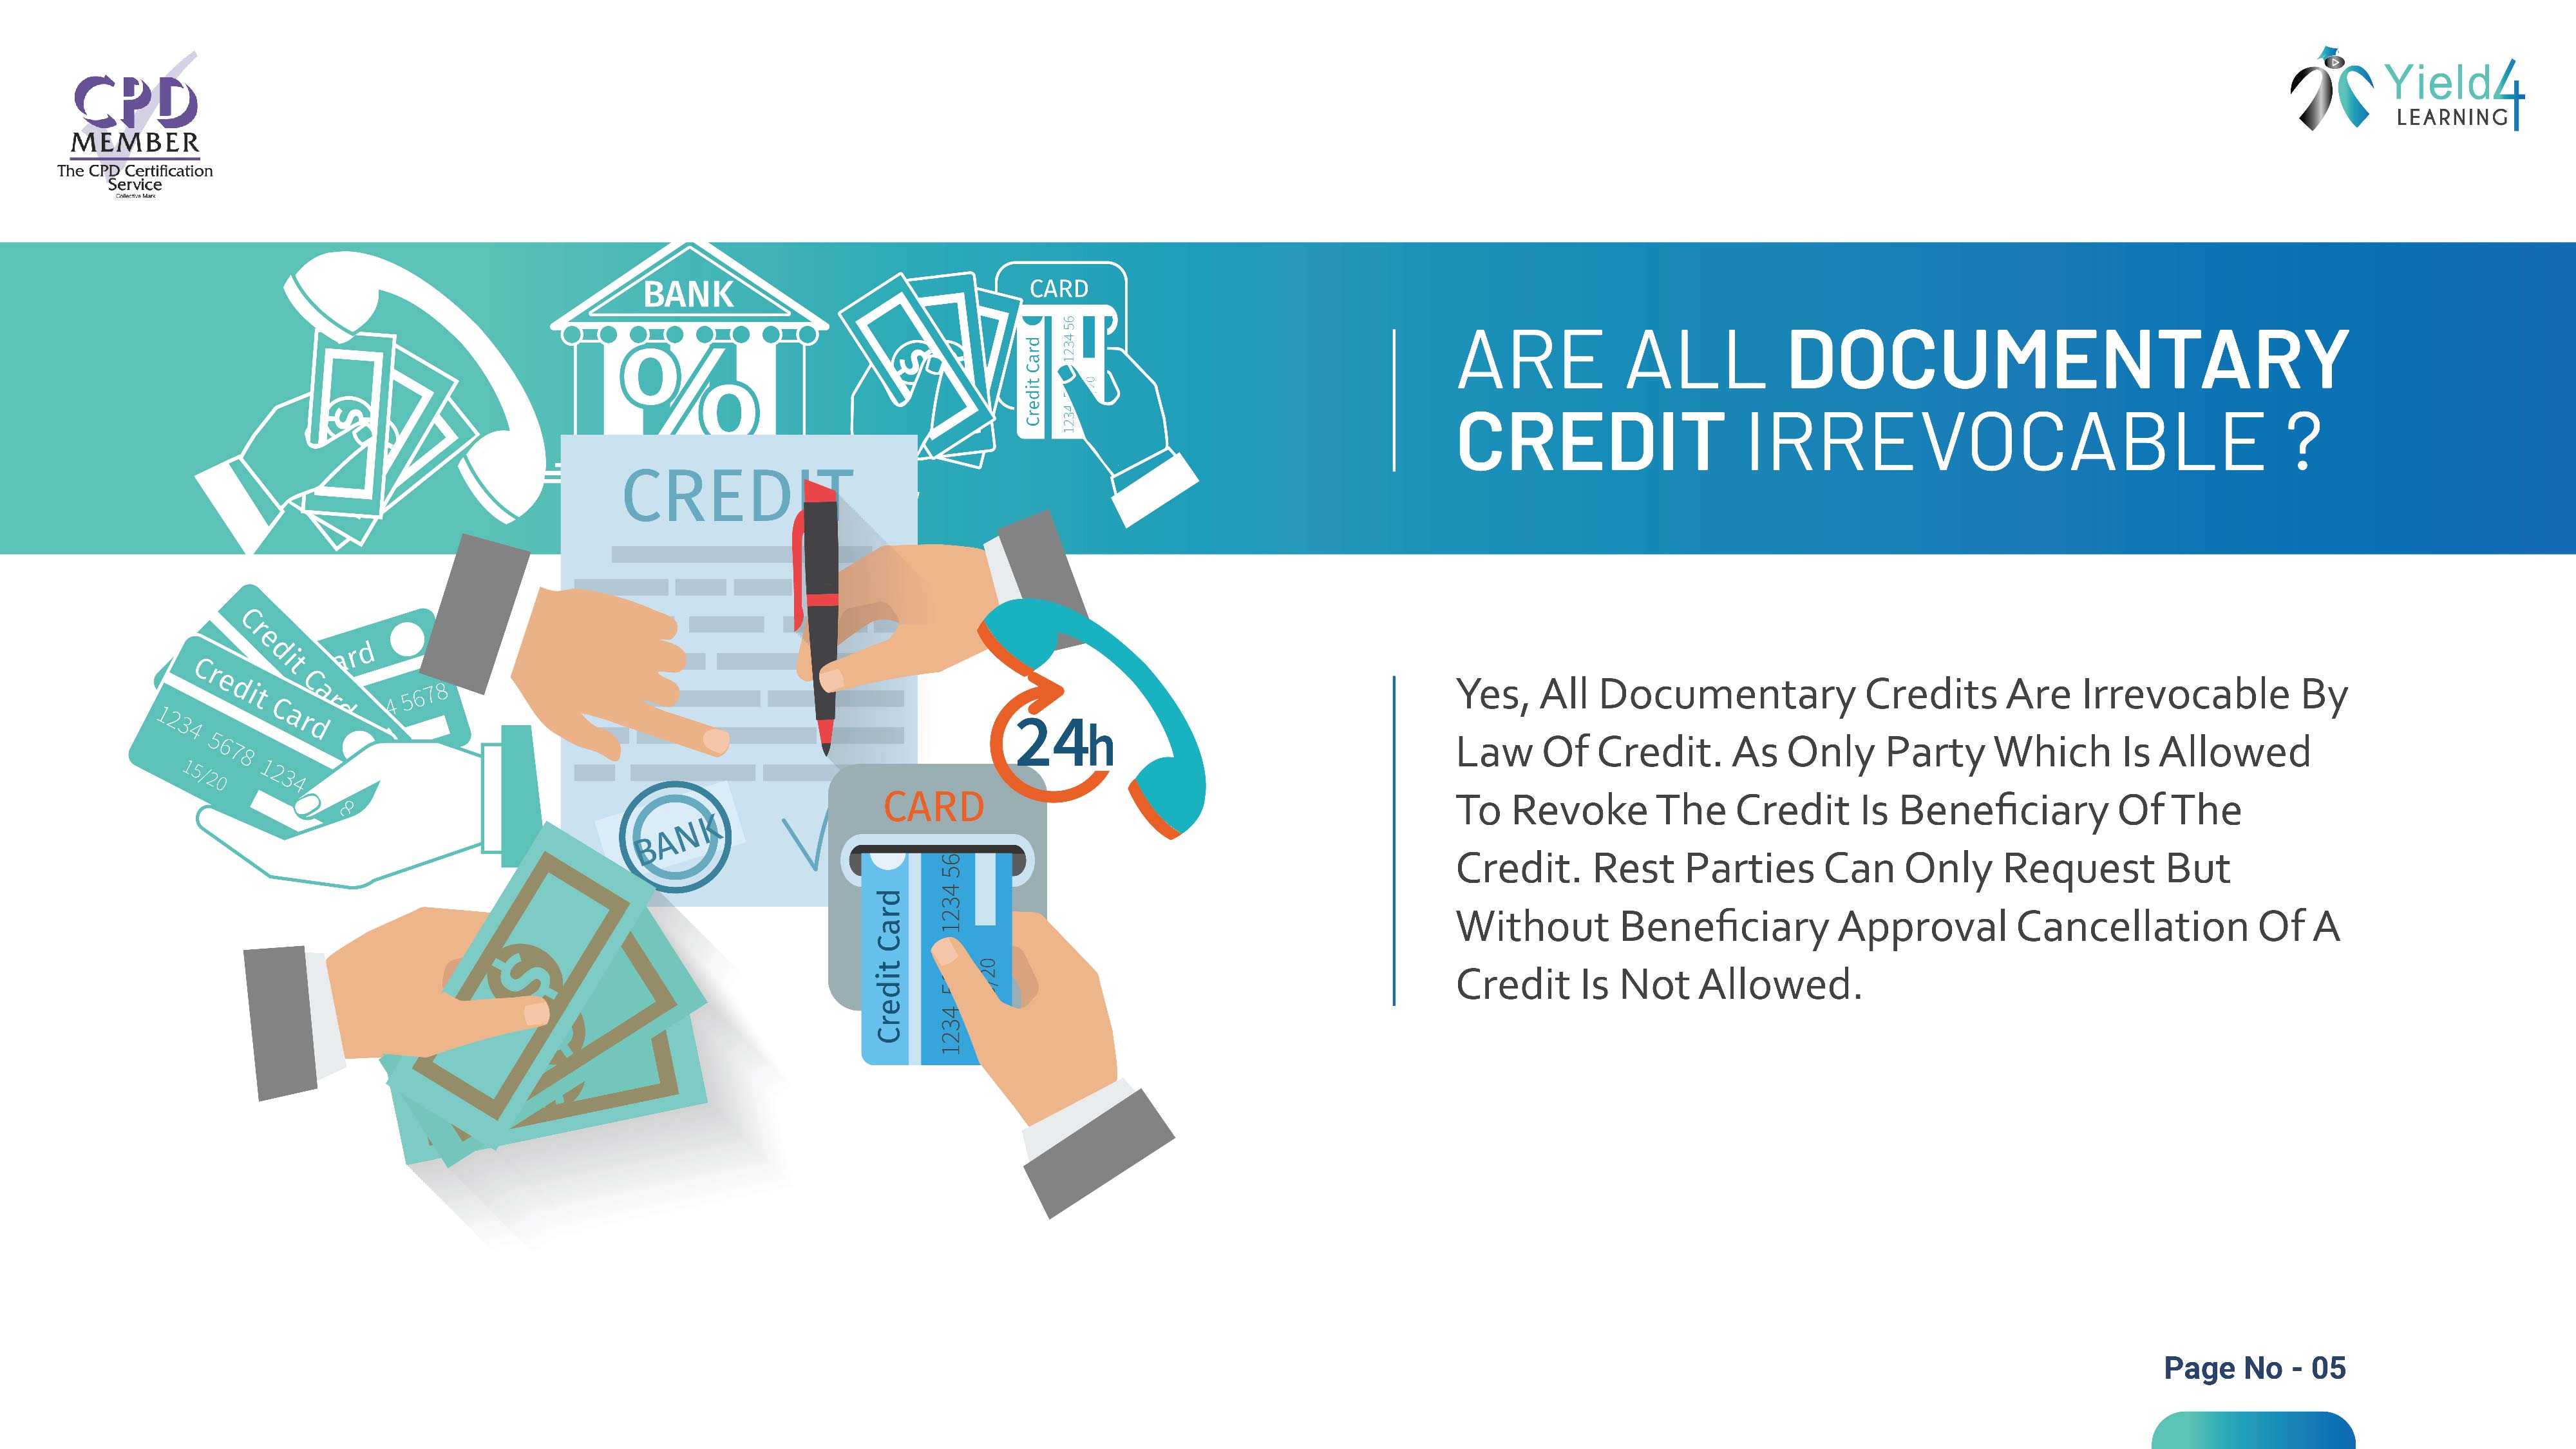 CPD
MEMBER
The CPD Certification
Service
Collective Mark
Yield4
LEARNING
BANK
%
CARD
Credit Card
1234 56
1234
ARE ALL DOCUMENTARY
CREDIT IRREVOCABLE ?
CREDIT
Credit Card
ard
4 5678
Credit Card
1234 5678 1234
15/20
8
24h
BANK
CARD
Credit Card
1234 56
1234
/20
Yes, All Documentary Credits Are Irrevocable By
Law Of Credit. As Only Party Which Is Allowed
To Revoke The Credit Is Beneficiary Of The
Credit. Rest Parties Can Only Request But
Without Beneficiary Approval Cancellation Of A
Credit Is Not Allowed.
Page No - 05